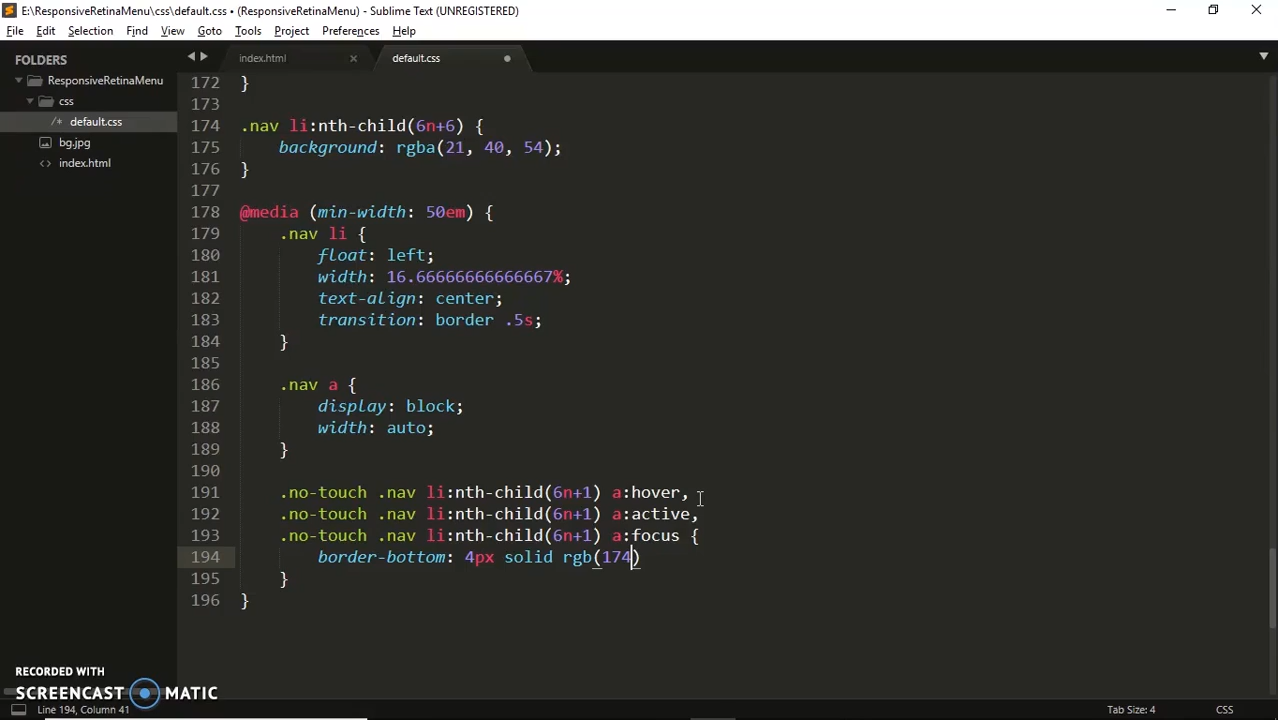 E:\ResponsiveRetinaMenu\css\default.css • (ResponsiveRetinaMenu) - Sublime Text (UNREGISTERED)
File Edit Selection Find View Goto Tools Project Preferences Help
FOLDERS
ResponsiveRetinaMenu
css
/* default.css
bg.jpg
<> index.html
index.html
default.css
172 }
173
174 .nav li:nth-child(6n+6) {
175 background: rgba(21, 40, 54);
176 }
177
178 @media (min-width: 50em) {
179 .nav li {
180 float: left;
181 width: 16.66666666666667%;
182 text-align: center;
183 transition: border .5s;
184 }
185
186 .nav a {
187 display: block;
188 width: auto;
189 }
190
191 .no-touch .nav li:nth-child(6n+1) a:hover,
192 .no-touch .nav li:nth-child(6n+1) a:active,
193 .no-touch .nav li:nth-child(6n+1) a:focus {
194 border-bottom: 4px solid rgb(174)
195 }
196 }
RECORDED WITH
SCREENCAST MATIC
Line 194, Column 41
Tab Size: 4
CSS